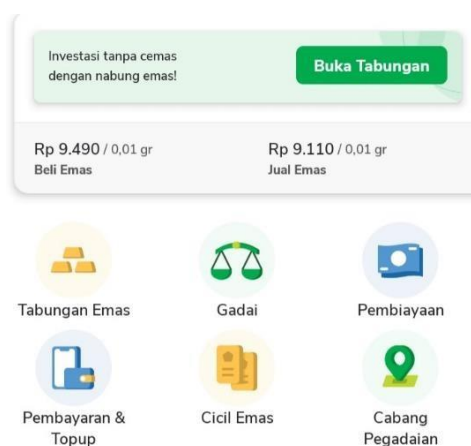 Investasi tanpa cemas
dengan nabung emas!
Buka Tabungan
Rp 9.490 / 0,01 gr
Beli Emas
Rp 9.110 / 0,01 gr
Jual Emas
Tabungan Emas
Gadai
Pembiayaan
Pembayaran &
Topup
Cicil Emas
Cabang
Pegadaian